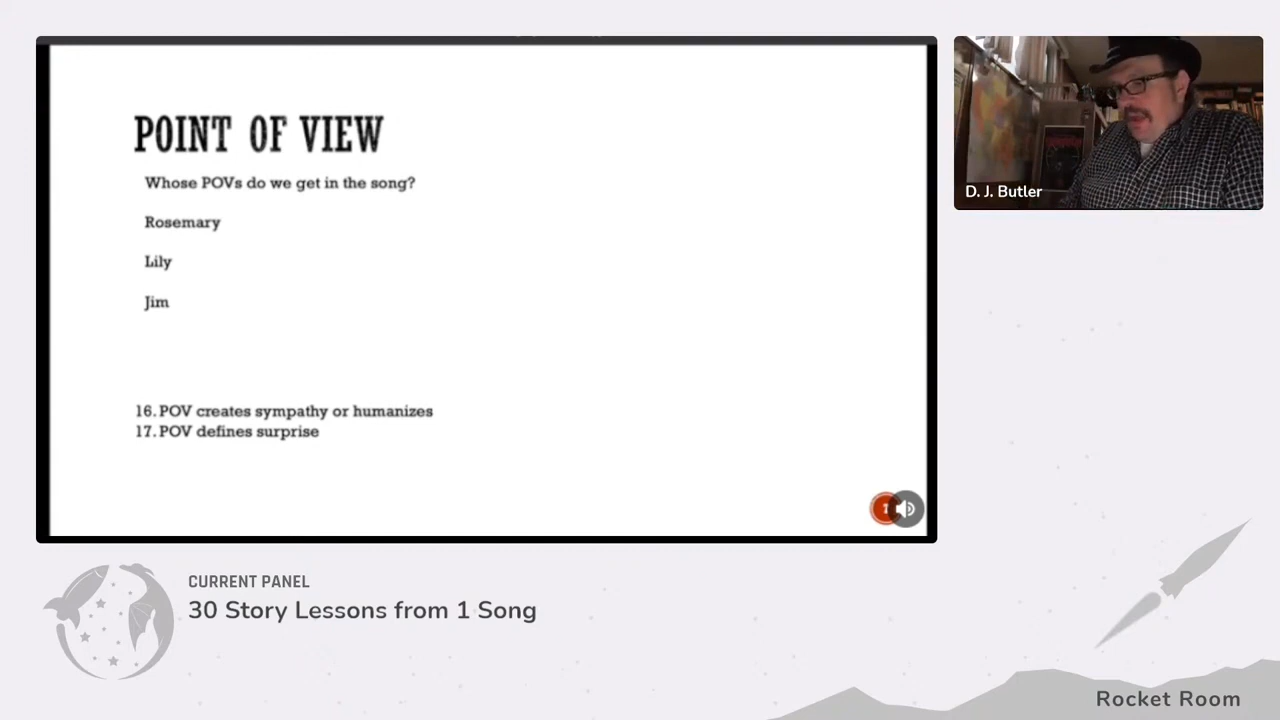 POINT OF VIEW
Whose POVs do we get in the song?
Rosemary
Lily
Jim
16. POV creates sympathy or humanizes
17. POV defines surprise
D. J. Butler
CURRENT PANEL
30 Story Lessons from 1 Song
Rocket Room